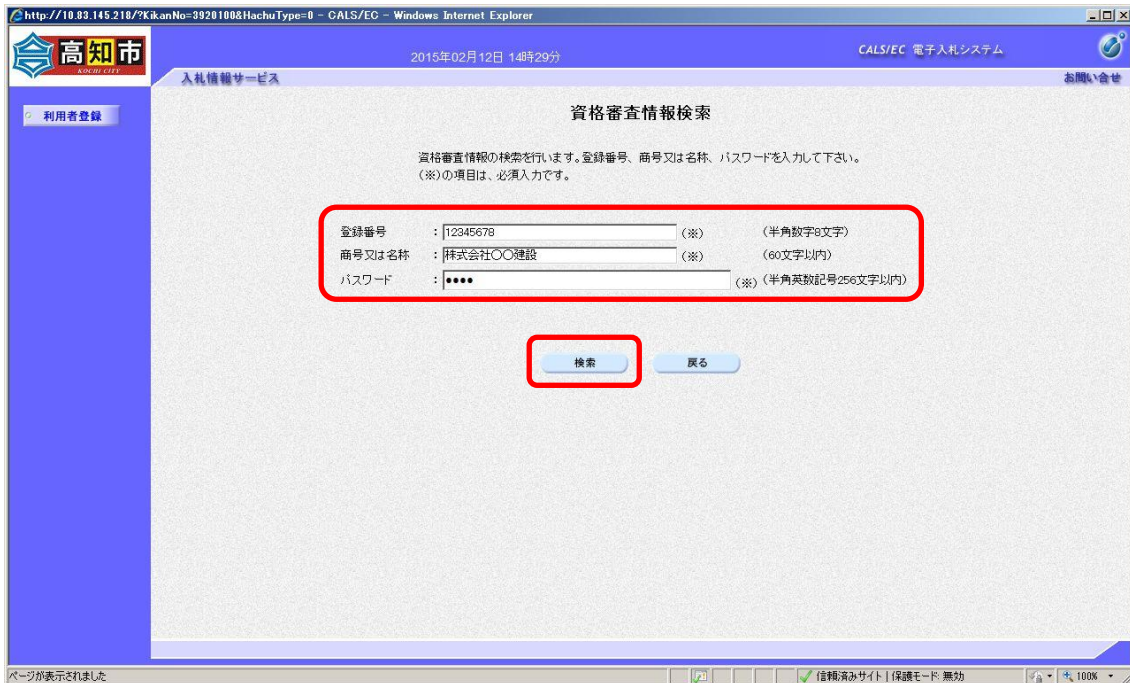 http://10.83.145.218/?KikanNo=3920100&HachuType=0 - CALS/EC - Windows Internet Explorer
高知市
KOCHI CITY
2015年02月12日 14時29分
CALS/EC 電子入札システム
入札情報サービス
お問い合せ
利用者登録
資格審査情報検索
資格審査情報の検索を行います。登録番号、商号又は名称、パスワードを入力して下さい。
(※)の項目は、必須入力です。
登録番号 : 12345678 (※) (半角数字8文字)
商号又は名称 : 株式会社〇〇建設 (※) (60文字以内)
パスワード : ●●●● (※) (半角英数記号256文字以内)
検索 戻る
ページが表示されました 信頼済みサイト | 保護モード: 無効 100%